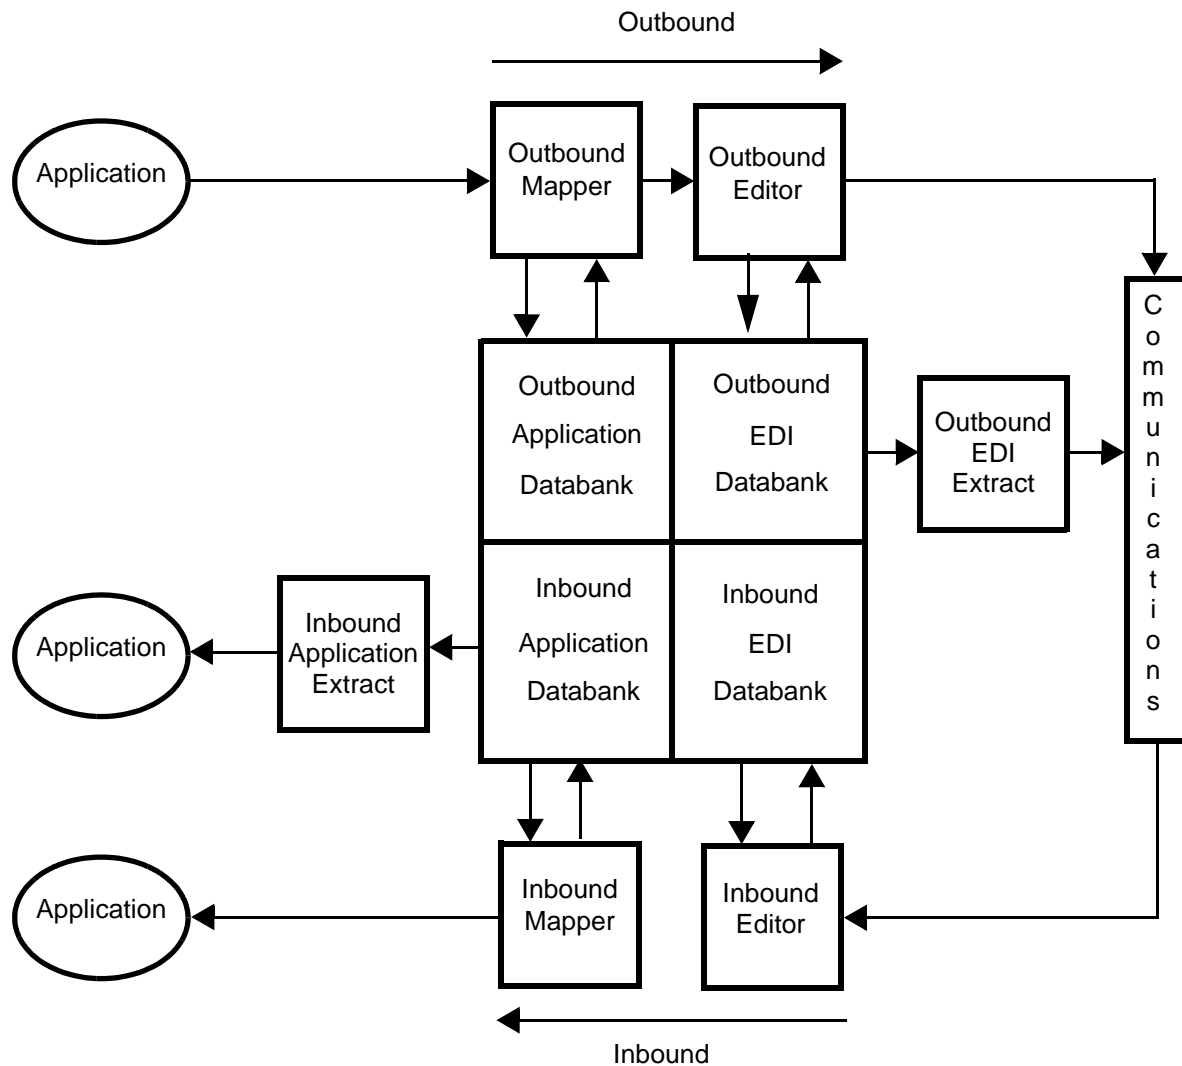 Outbound
Application
Outbound
Mapper
Outbound
Editor
Communications
Outbound
Application
Databank
Outbound
EDI
Databank
Outbound
EDI
Extract
Inbound
Application
Databank
Inbound
EDI
Databank
Application
Inbound
Application
Extract
Application
Inbound
Mapper
Inbound
Editor
Inbound